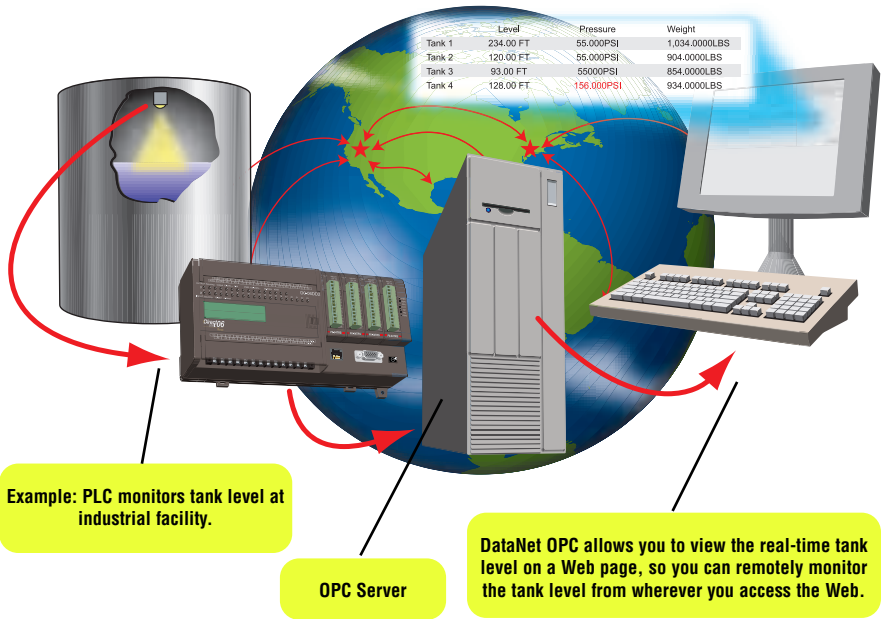 Level Pressure Weight
Tank 1 234.00 FT 55.000PSI 1,034.0000LBS
Tank 2 120.00 FT 55.000PSI 904.0000LBS
Tank 3 93.00 FT 55000PSI 854.0000LBS
Tank 4 128.00 FT 156,000PSI 934.0000LBS
Example: PLC monitors tank level at
industrial facility.
OPC Server
DataNet OPC allows you to view the real-time tank
level on a Web page, so you can remotely monitor
the tank level from wherever you access the Web.